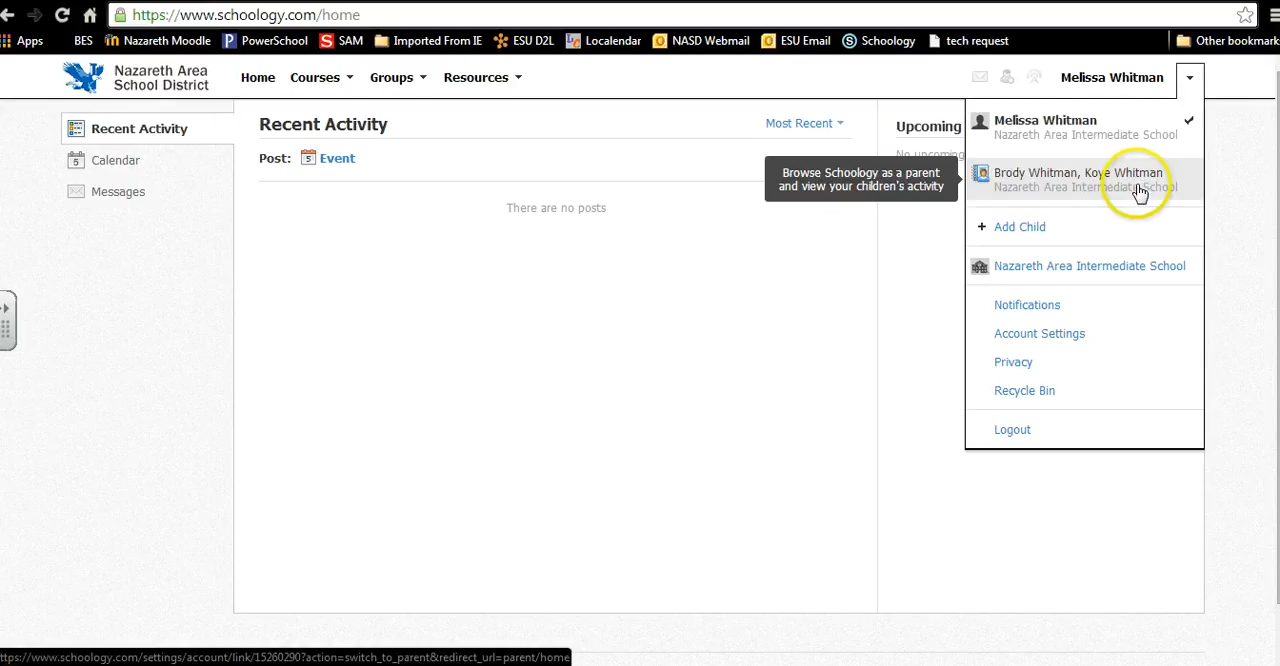 https://www.schoology.com/home
Apps BES Nazareth Moodle PowerSchool SAM Imported From IE ESU D2L Localendar NASD Webmail ESU Email Schoology tech request Other bookmark
Nazareth Area
School District
Home Courses Groups Resources Melissa Whitman
Recent Activity
Calendar
Messages
Recent Activity
Most Recent
Post: 5 Event
There are no posts
Upcoming
No upcoming
Browse Schoology as a parent
and view your children's activity
Melissa Whitman
Nazareth Area Intermediate School
Brody Whitman, Koye Whitman
Nazareth Area Intermediate School
+ Add Child
Nazareth Area Intermediate School
Notifications
Account Settings
Privacy
Recycle Bin
Logout
https://www.schoology.com/settings/account/link/15260290?action=switch_to_parent&redirect_url=parent/home